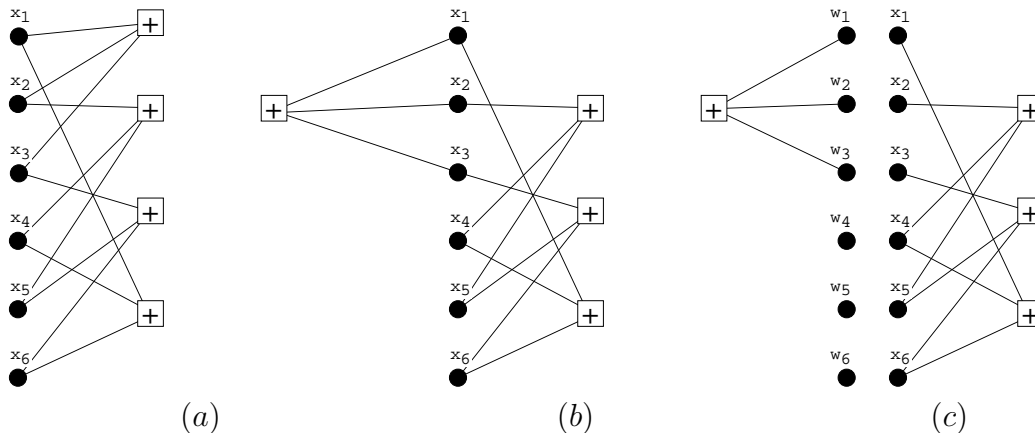 x1 x1 w1 x1
+
x2 x2 w2 x2
+ + + + +
x3 x3 w3 x3
+ + +
x4 x4 w4 x4
x5 x5 w5 x5
+ + +
x6 x6 w6 x6
(a) (b) (c)